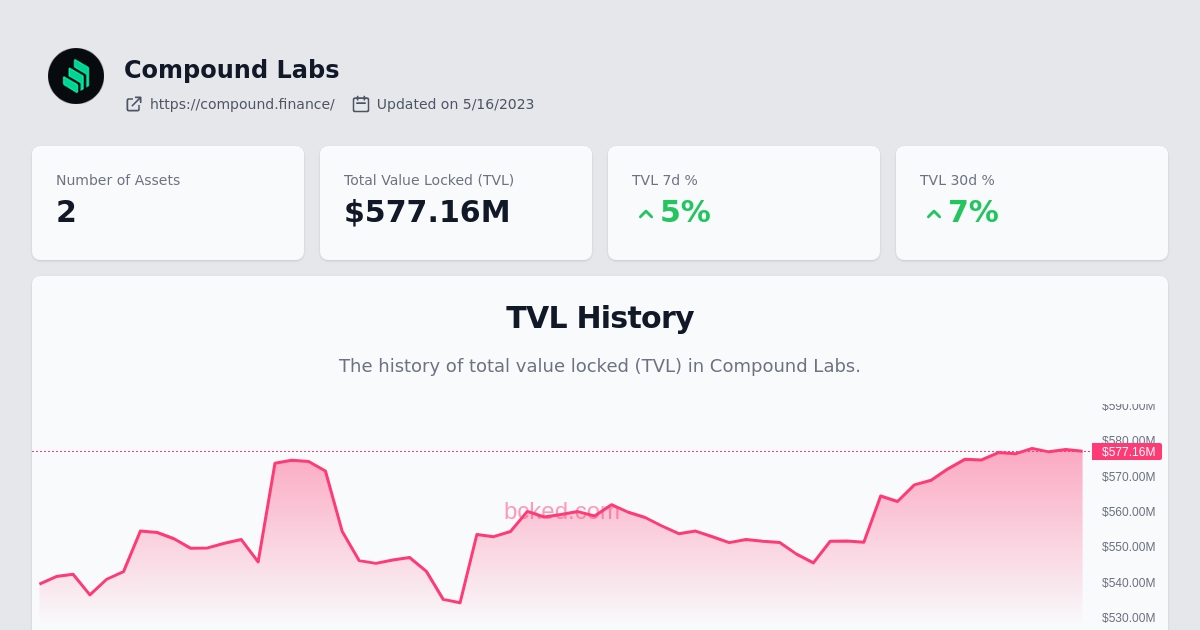 Compound Labs
https://compound.finance/ Updated on 5/16/2023
Number of Assets
2
Total Value Locked (TVL)
$577.16M
TVL 7d %
5%
TVL 30d %
7%
TVL History
The history of total value locked (TVL) in Compound Labs.
$590.00M
$580.00M
$577.16M
$570.00M
boked.com
$560.00M
$550.00M
$540.00M
$530.00M